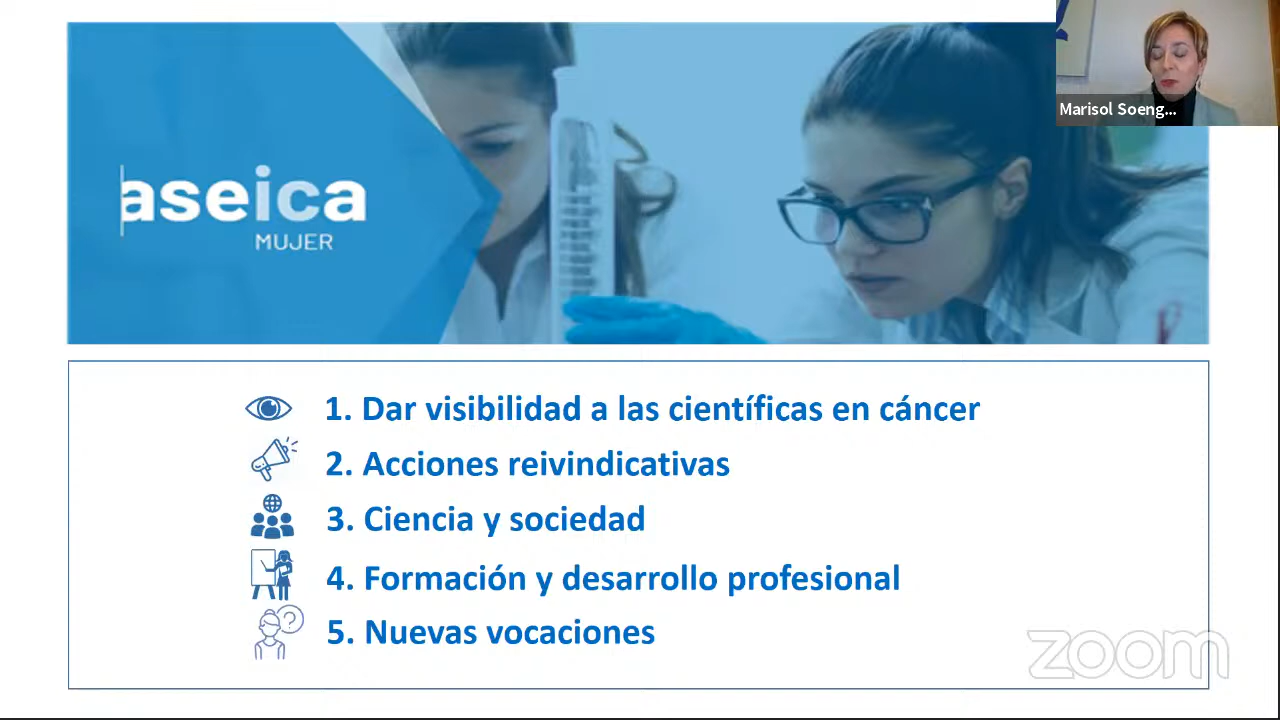 Marisol Soeng...
aseica
MUJER
1. Dar visibilidad a las científicas en cáncer
2. Acciones reivindicativas
3. Ciencia y sociedad
4. Formación y desarrollo profesional
5. Nuevas vocaciones
zoom